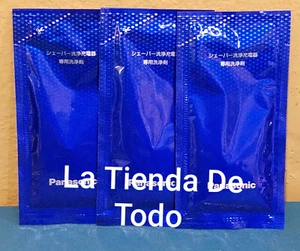 シェーバー洗浄充電器
専用洗浄剤
シェーバー洗浄充電器
専用洗浄剤
シェーバー洗浄充電器
専用洗浄剤
La Tienda De
Panasonic
Panasonic
Panasonic
Todo